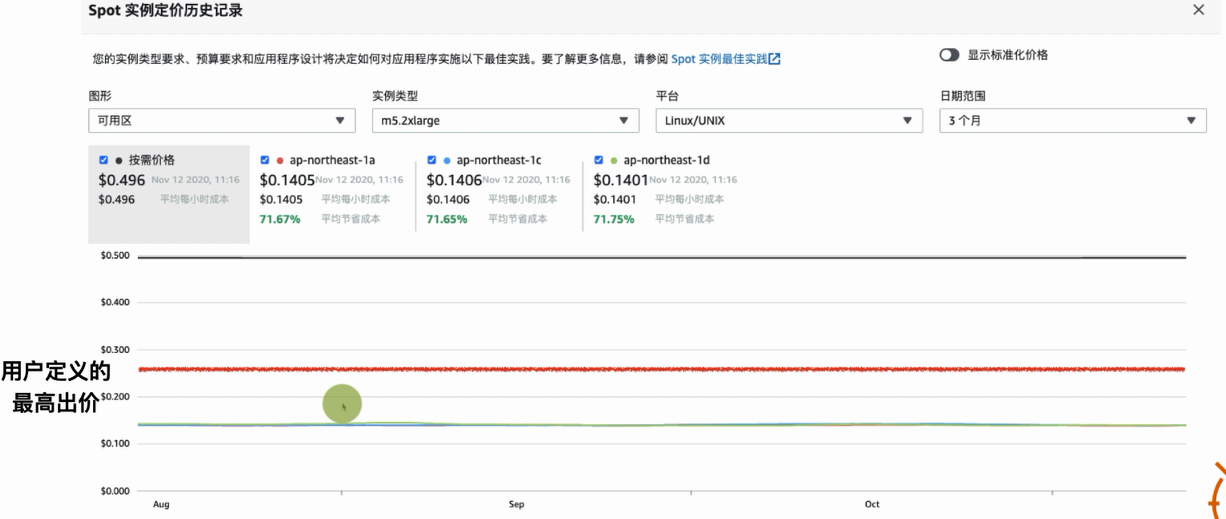 Spot 实例定价历史记录
您的实例类型要求、预算要求和应用程序设计将决定如何对应用程序实施以下最佳实践。要了解更多信息，请参阅 Spot 实例最佳实践
显示标准化价格
图形
实例类型
平台
日期范围
可用区
m5.2xlarge
Linux/UNIX
3 个月
按需价格
$0.496 Nov 12 2020, 11:16
$0.496 平均每小时成本
ap-northeast-1a
$0.1405 Nov 12 2020, 11:16
$0.1405 平均每小时成本
71.67% 平均节省成本
ap-northeast-1c
$0.1406 Nov 12 2020, 11:16
$0.1406 平均每小时成本
71.65% 平均节省成本
ap-northeast-1d
$0.1401 Nov 12 2020, 11:16
$0.1401 平均每小时成本
71.75% 平均节省成本
$0.500
$0.400
$0.300
用户定义的
最高出价
$0.200
$0.100
$0.000
Aug
Sep
Oct